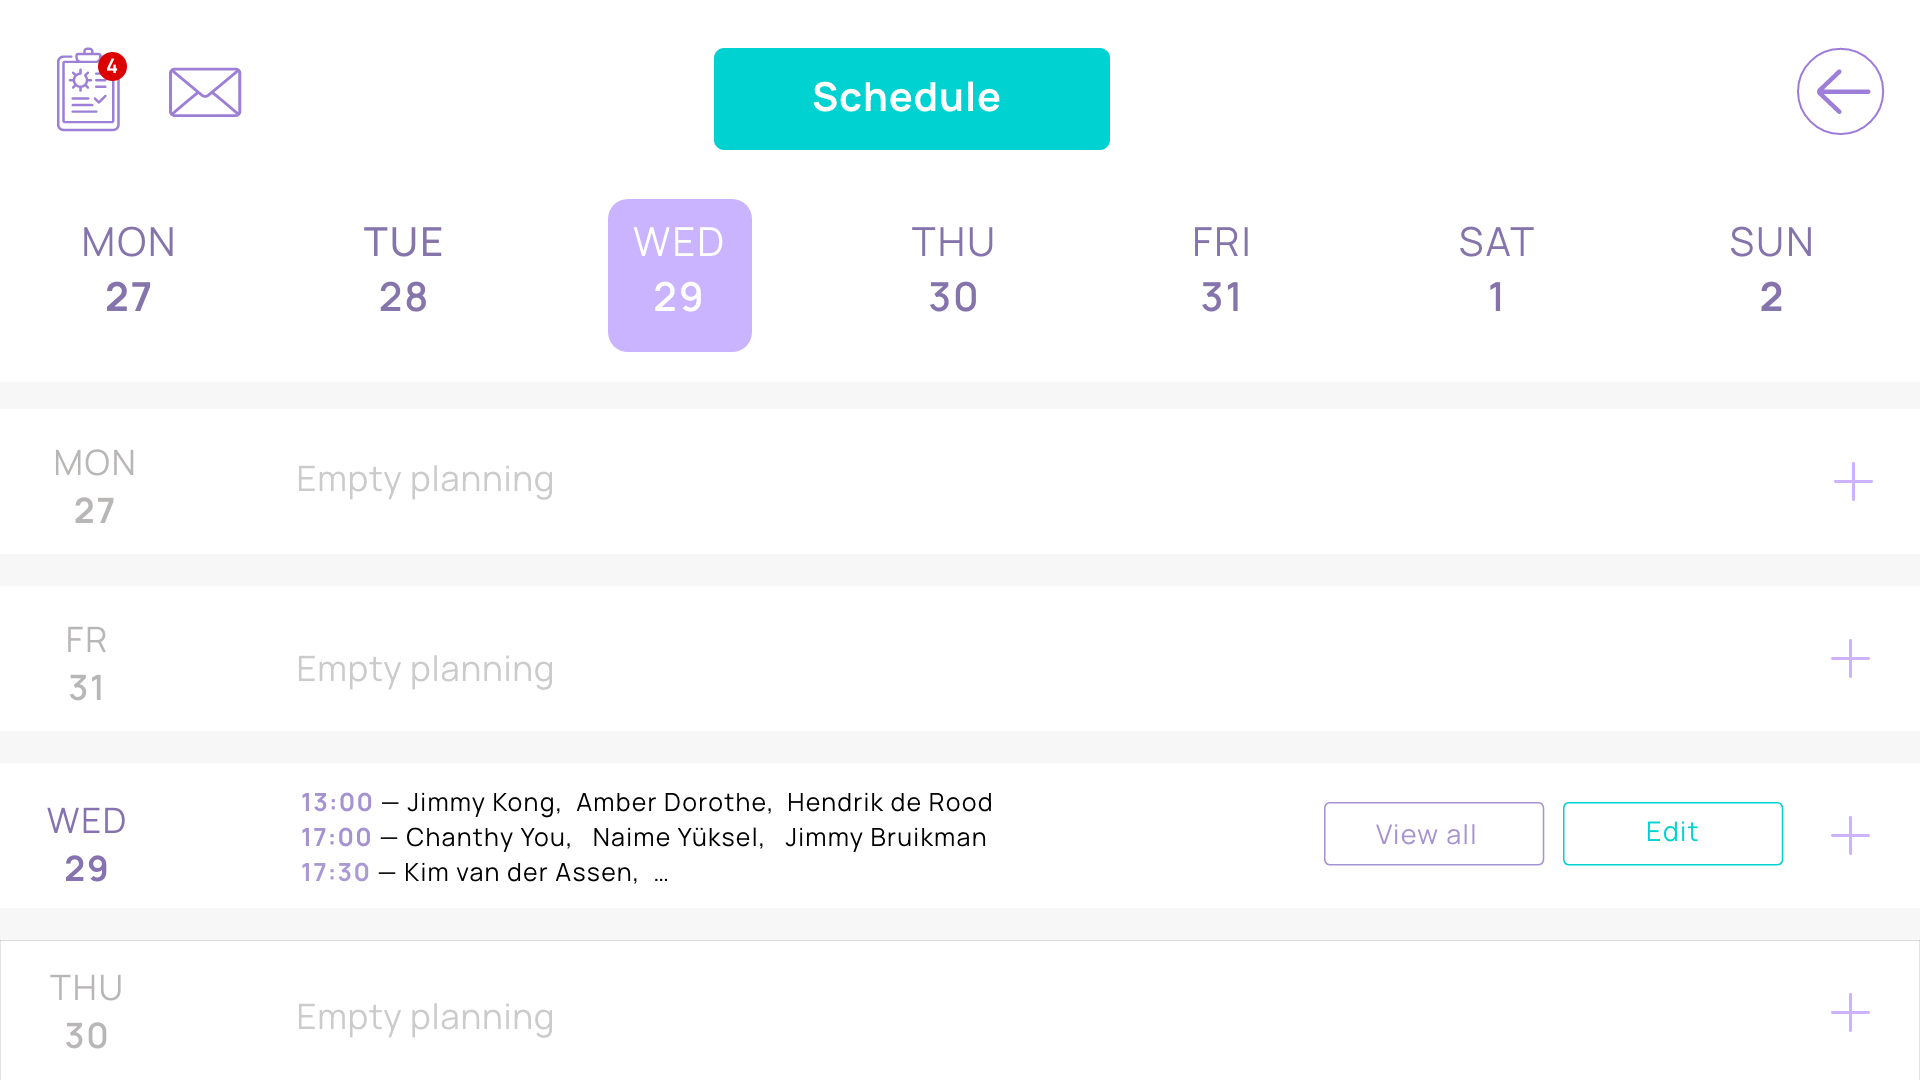 4
Schedule
MON TUE WED THU FRI SAT SUN
27 28 29 30 31 1 2
MON
27
Empty planning
FR
31
Empty planning
WED
29
13:00 — Jimmy Kong, Amber Dorothe, Hendrik de Rood
17:00 — Chanthy You, Naime Yüksel, Jimmy Bruikman
17:30 — Kim van der Assen, ...
View all
Edit
THU
30
Empty planning